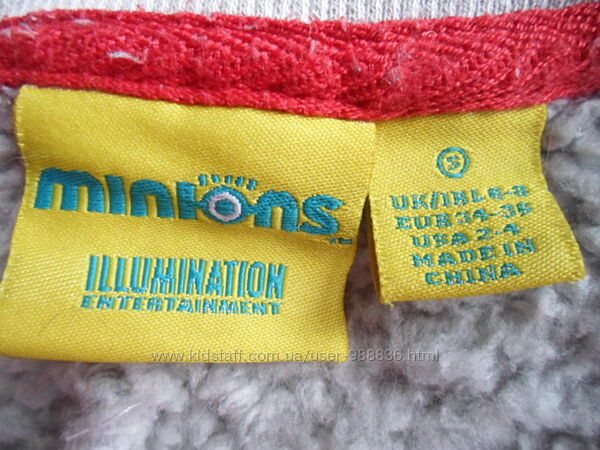 minions
ILLUMINATION
ENTERTAINMENT
S
UK/IRL 6-8
EUR 34-36
USA 2-4
MADE IN
CHINA
www.kidstaff.com.ua/user-988836.html